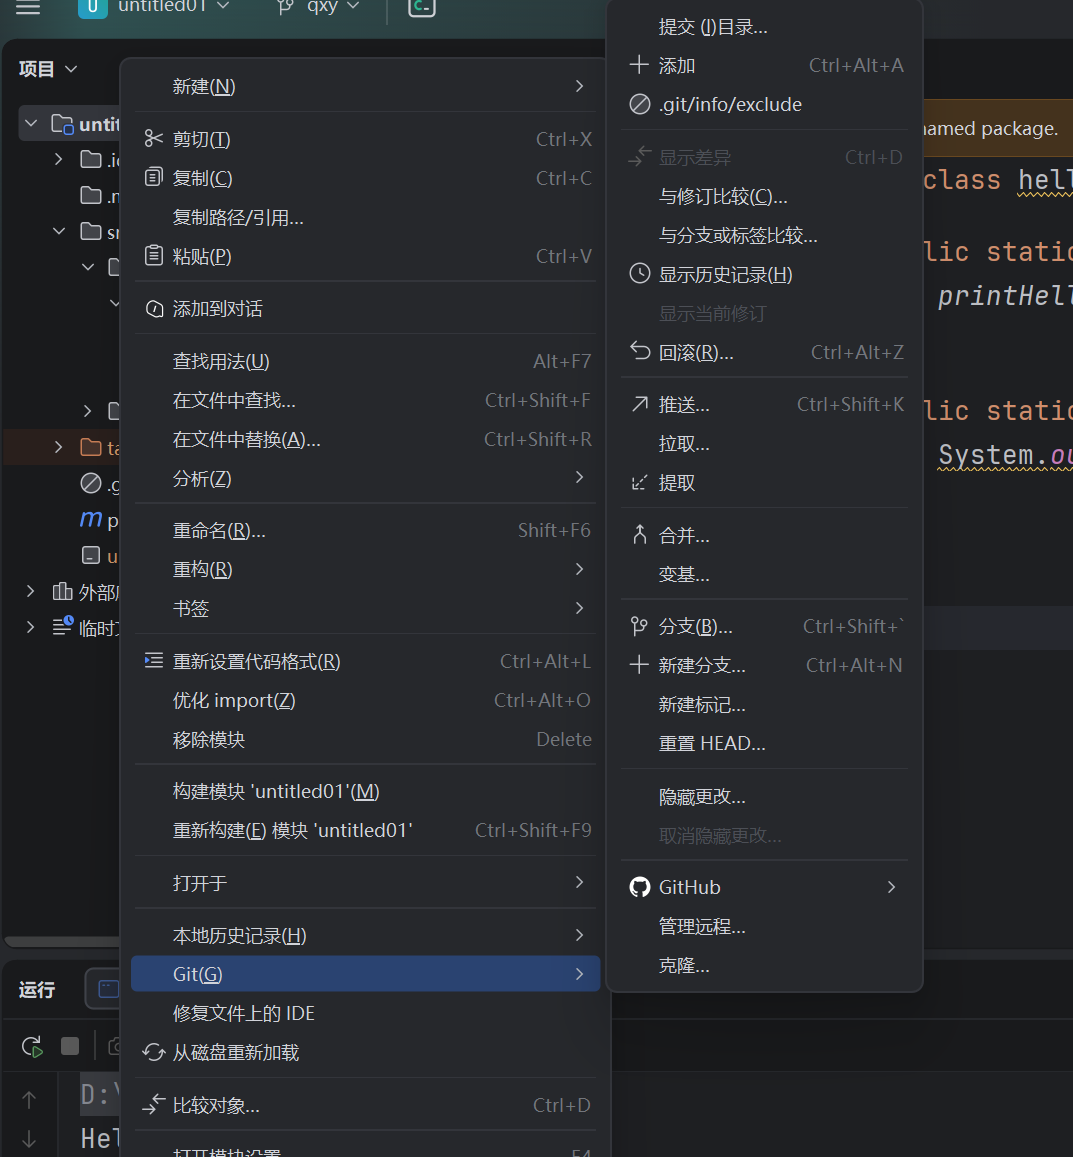 untitled01
qxy
项目
新建(N)
剪切(T) Ctrl+X
复制(C) Ctrl+C
复制路径/引用...
粘贴(P) Ctrl+V
添加到对话
查找用法(U) Alt+F7
在文件中查找... Ctrl+Shift+F
在文件中替换(A)... Ctrl+Shift+R
分析(Z)
重命名(R)... Shift+F6
重构(R)
书签
重新设置代码格式(R) Ctrl+Alt+L
优化 import(Z) Ctrl+Alt+O
移除模块 Delete
构建模块 'untitled01'(M)
重新构建(E) 模块 'untitled01' Ctrl+Shift+F9
打开于
本地历史记录(H)
Git(G)
修复文件上的 IDE
从磁盘重新加载
比较对象... Ctrl+D
打开模块设置 F4
提交 (I)目录...
添加 Ctrl+Alt+A
.git/info/exclude
显示差异 Ctrl+D
与修订比较(C)...
与分支或标签比较...
显示历史记录(H)
显示当前修订
回滚(R)... Ctrl+Alt+Z
推送... Ctrl+Shift+K
拉取...
提取
合并...
变基...
分支(B)... Ctrl+Shift+`
新建分支... Ctrl+Alt+N
新建标记...
重置 HEAD...
隐藏更改...
取消隐藏更改...
GitHub
管理远程...
克隆...
named package.
class hell
lic static
printHell
lic static
System.ou
untit
外部
临时
运行
D:\
Hel